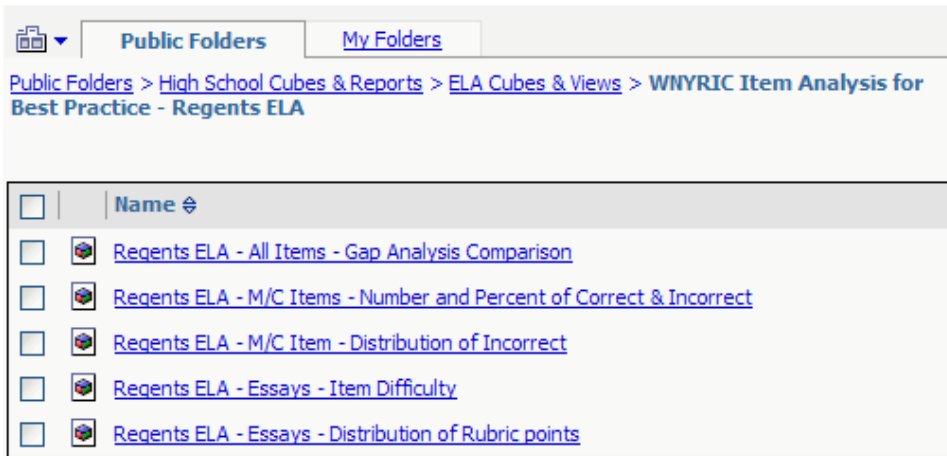 Public Folders My Folders
Public Folders > High School Cubes & Reports > ELA Cubes & Views > WNYRIC Item Analysis for
Best Practice - Regents ELA
Name
Regents ELA - All Items - Gap Analysis Comparison
Regents ELA - M/C Items - Number and Percent of Correct & Incorrect
Regents ELA - M/C Item - Distribution of Incorrect
Regents ELA - Essays - Item Difficulty
Regents ELA - Essays - Distribution of Rubric points